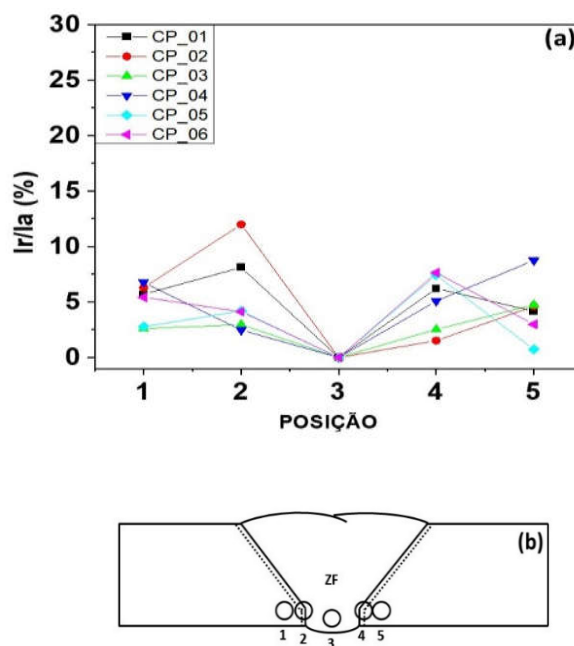 30
25
20
15
10
5
0
Ir/Ia (%)
CP_01
CP_02
CP_03
CP_04
CP_05
CP_06
(a)
1 2 3 4 5
POSIÇÃO
(b)
ZF
1 2 3 4 5